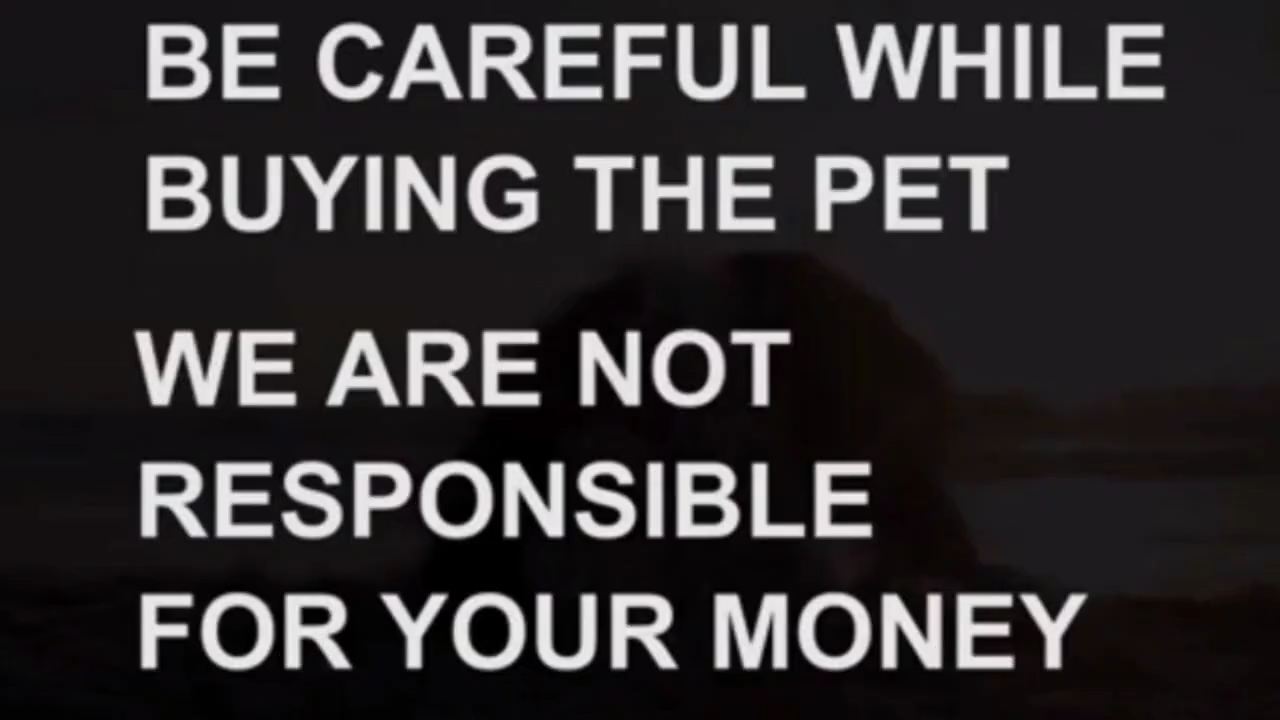 BE CAREFUL WHILE
BUYING THE PET
WE ARE NOT
RESPONSIBLE
FOR YOUR MONEY